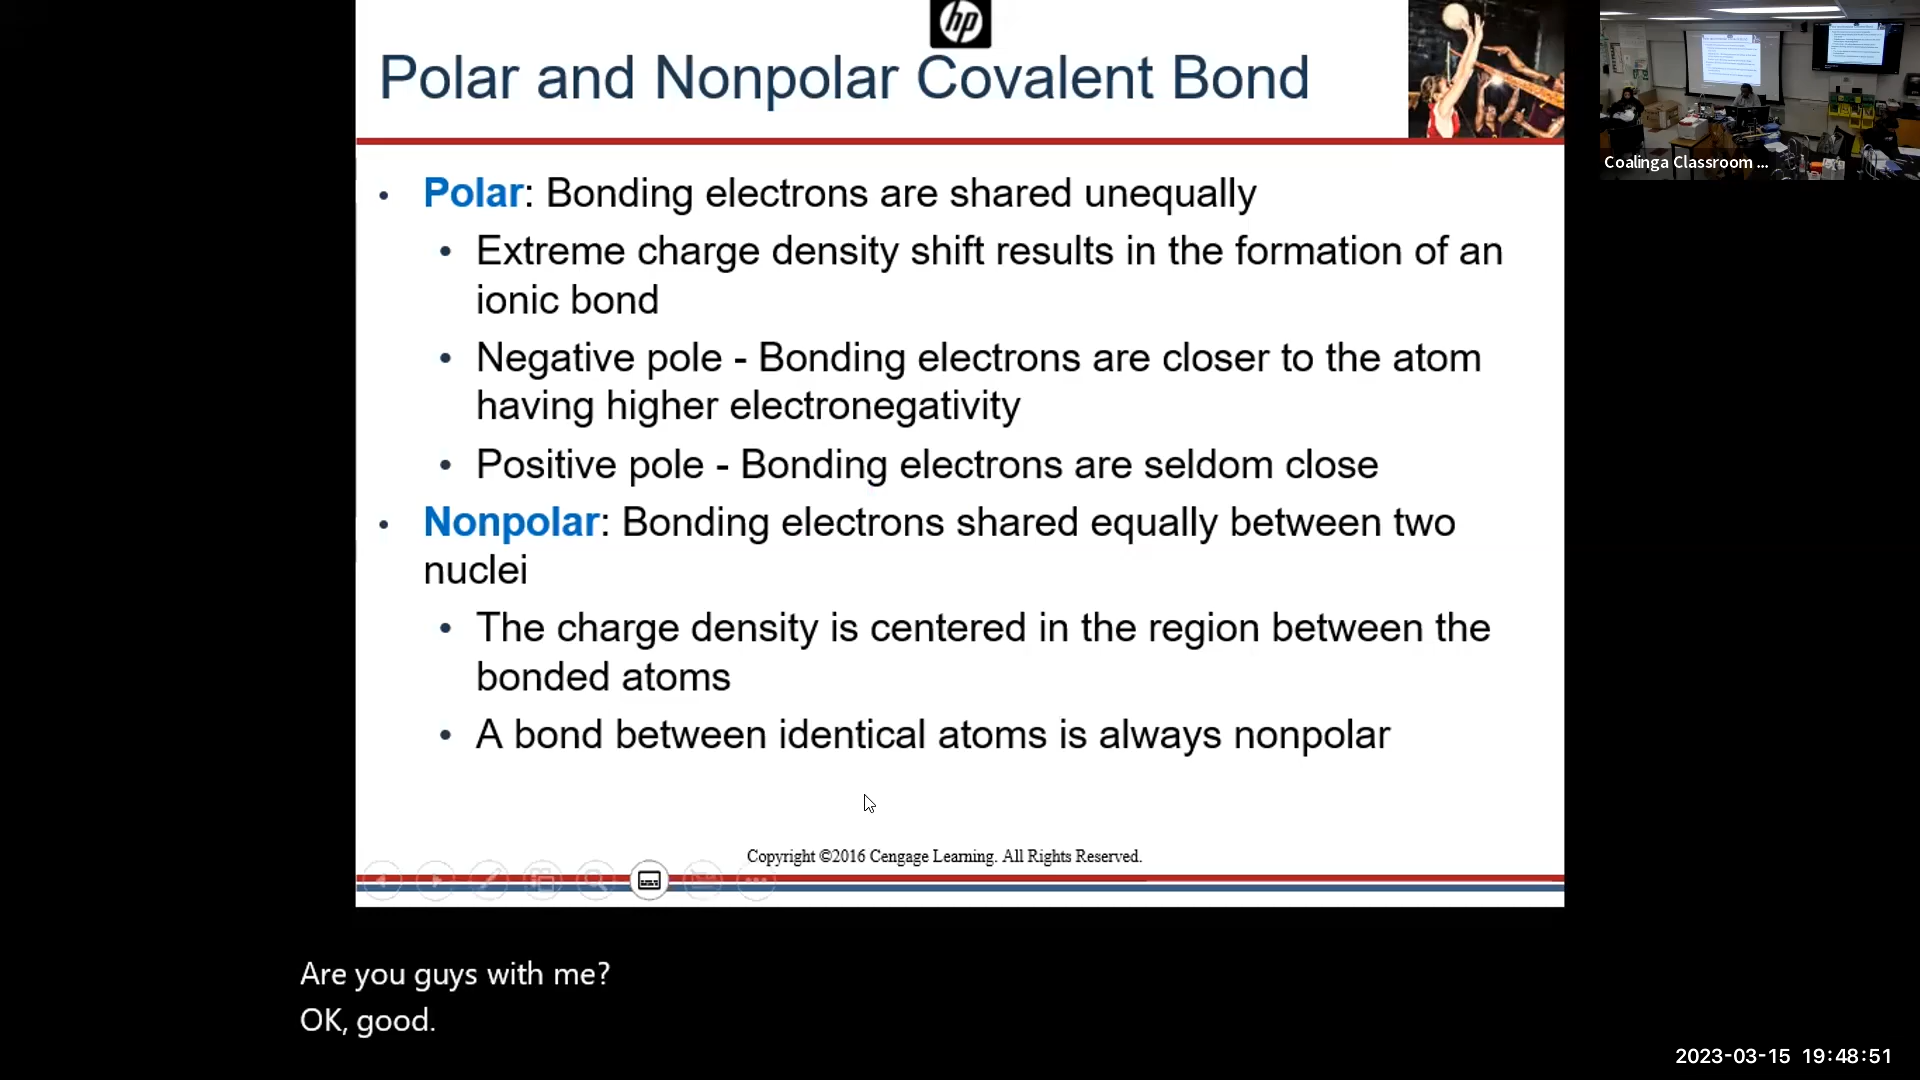 hp
Polar and Nonpolar Covalent Bond
Coalinga Classroom ...
• Polar: Bonding electrons are shared unequally
• Extreme charge density shift results in the formation of an
ionic bond
• Negative pole - Bonding electrons are closer to the atom
having higher electronegativity
• Positive pole - Bonding electrons are seldom close
• Nonpolar: Bonding electrons shared equally between two
nuclei
• The charge density is centered in the region between the
bonded atoms
• A bond between identical atoms is always nonpolar
Copyright ©2016 Cengage Learning. All Rights Reserved.
Are you guys with me?
OK, good.
2023-03-15 19:48:51